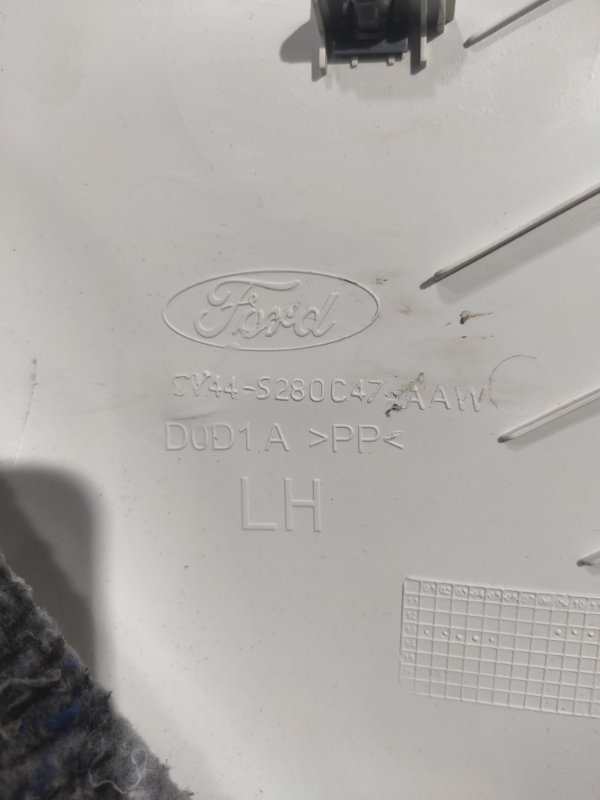 Ford
CV44-S280C47-AAW
D0D1A >PP<
LH